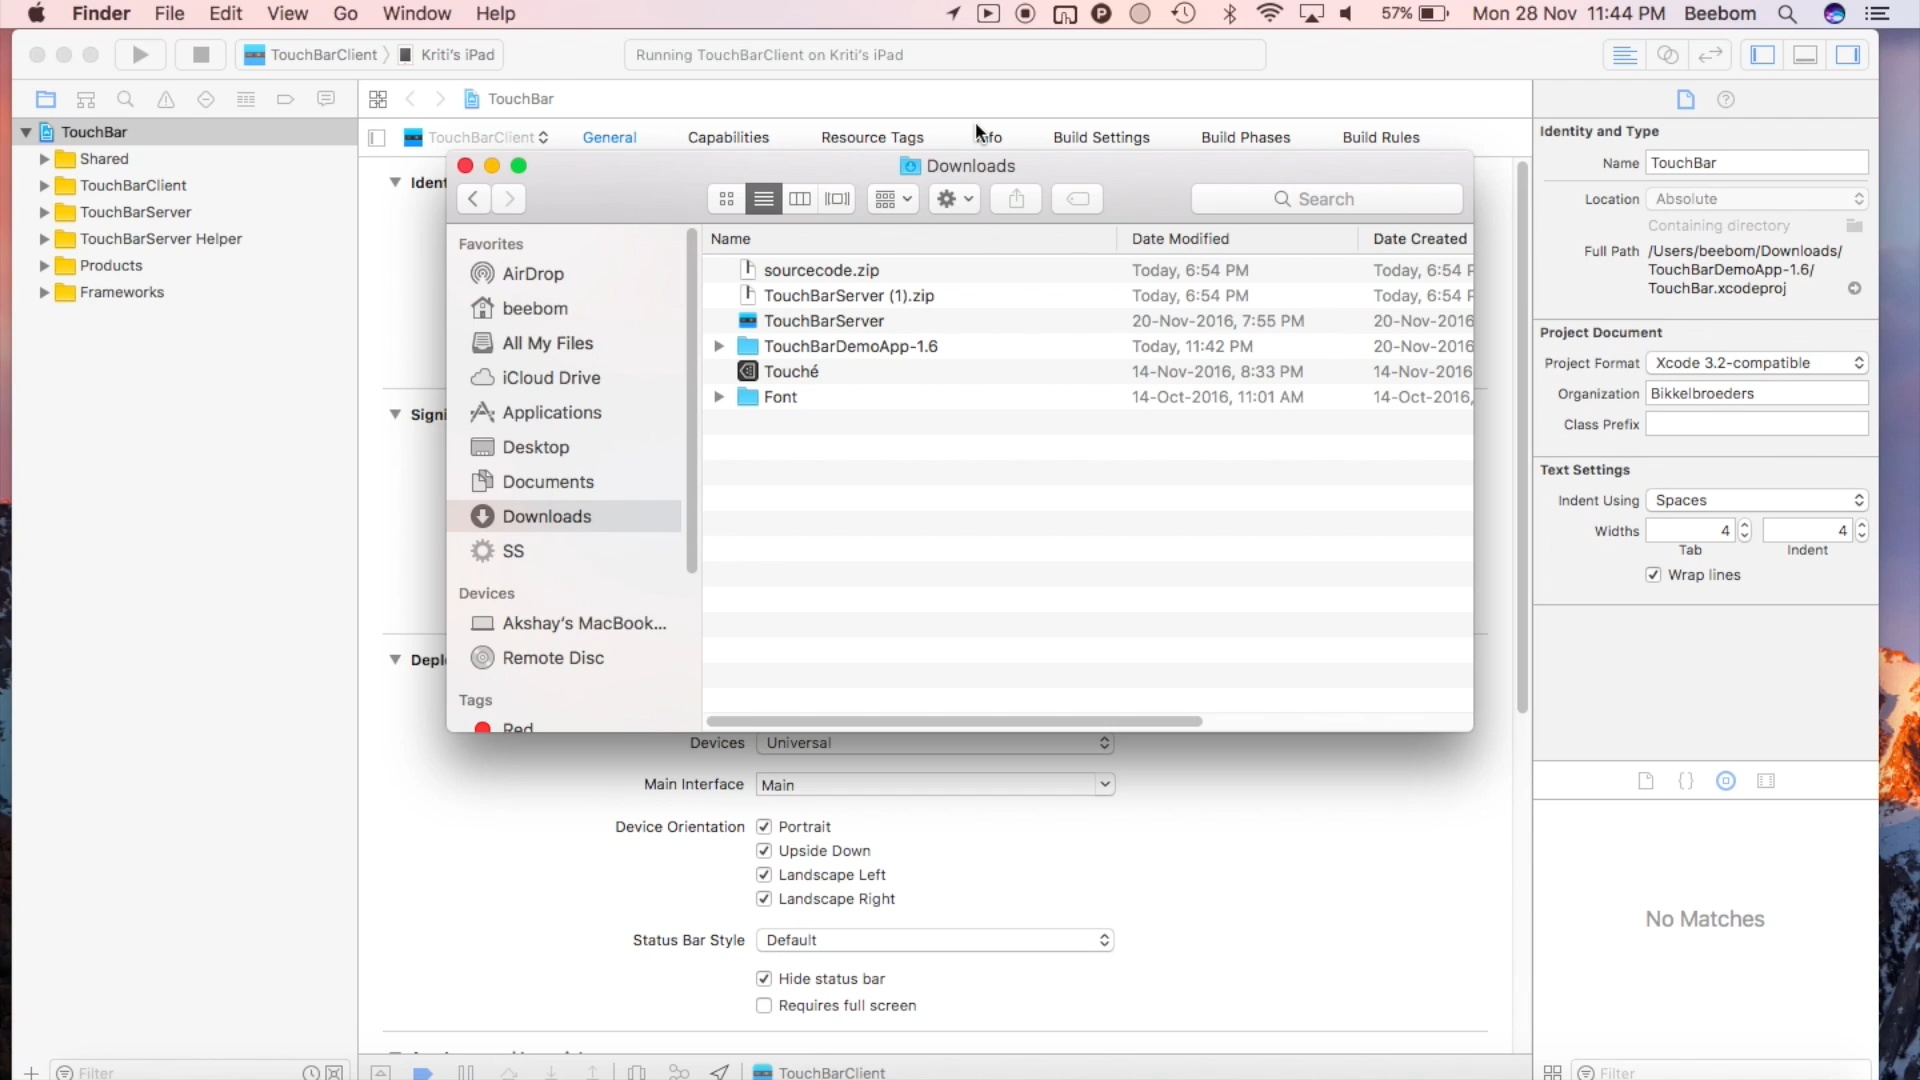 Finder File Edit View Go Window Help 57% Mon 28 Nov 11:44 PM Beebom
TouchBarClient Kriti's iPad Running TouchBarClient on Kriti's iPad
TouchBar
TouchBar
Shared
TouchBarClient
TouchBarServer
TouchBarServer Helper
Products
Frameworks
TouchBarClient General Capabilities Resource Tags Build Settings Build Phases Build Rules
Downloads
Search
Favorites
AirDrop
beebom
All My Files
iCloud Drive
Applications
Desktop
Documents
Downloads
SS
Devices
Akshay's MacBook...
Remote Disc
Tags
Red
Name Date Modified Date Created
sourcecode.zip Today, 6:54 PM Today, 6:54 P
TouchBarServer (1).zip Today, 6:54 PM Today, 6:54 P
TouchBarServer 20-Nov-2016, 7:55 PM 20-Nov-2016
TouchBarDemoApp-1.6 Today, 11:42 PM 20-Nov-2016
Touché 14-Nov-2016, 8:33 PM 14-Nov-2016
Font 14-Oct-2016, 11:01 AM 14-Oct-2016,
Devices Universal
Main Interface Main
Device Orientation Portrait
Upside Down
Landscape Left
Landscape Right
Status Bar Style Default
Hide status bar
Requires full screen
Filter
TouchBarClient
Identity and Type
Name TouchBar
Location Absolute
Containing directory
Full Path /Users/beebom/Downloads/
TouchBarDemoApp-1.6/
TouchBar.xcodeproj
Project Document
Project Format Xcode 3.2-compatible
Organization Bikkelbroeders
Class Prefix
Text Settings
Indent Using Spaces
Widths 4 4
Tab Indent
Wrap lines
No Matches
Filter